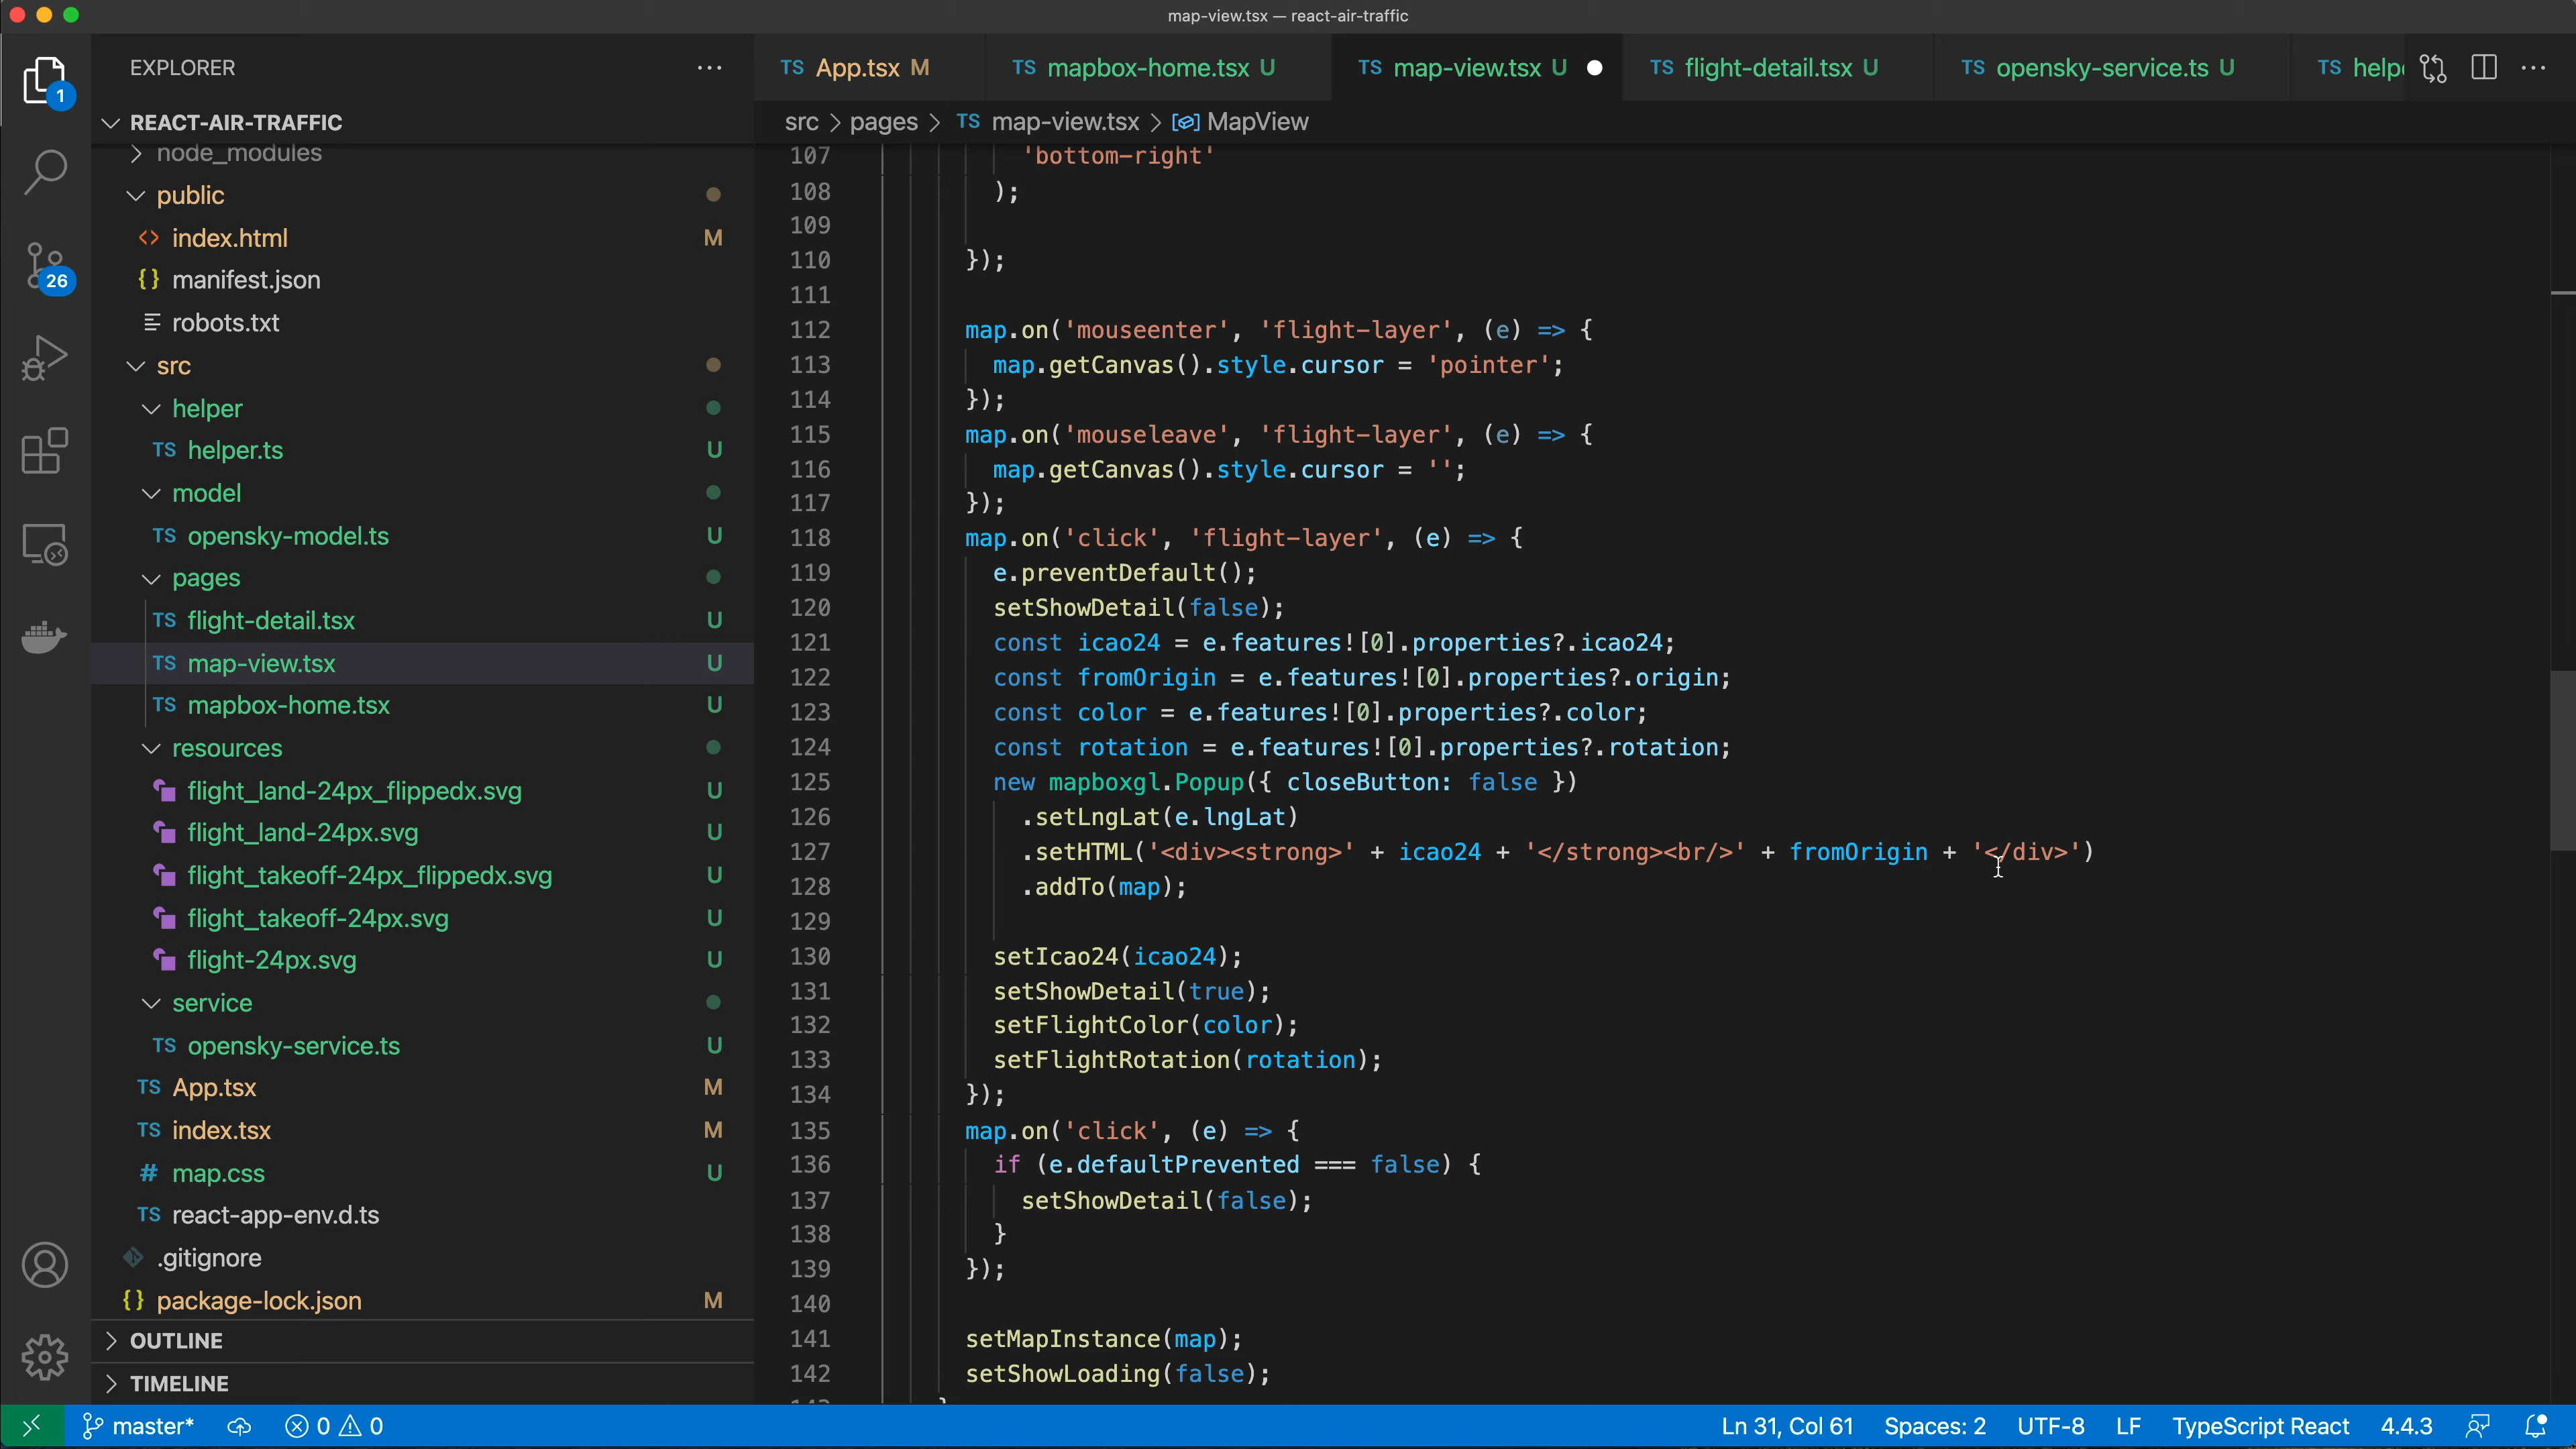 map-view.tsx — react-air-traffic
EXPLORER
1
REACT-AIR-TRAFFIC
node_modules
public
<> index.html M
{} manifest.json
robots.txt
src
helper
TS helper.ts U
model
TS opensky-model.ts U
pages
TS flight-detail.tsx U
TS map-view.tsx U
TS mapbox-home.tsx U
resources
flight_land-24px_flippedx.svg U
flight_land-24px.svg U
flight_takeoff-24px_flippedx.svg U
flight_takeoff-24px.svg U
flight-24px.svg U
service
TS opensky-service.ts U
TS App.tsx M
TS index.tsx M
# map.css U
TS react-app-env.d.ts
.gitignore
{} package-lock.json M
OUTLINE
TIMELINE
26
TS App.tsx M
TS mapbox-home.tsx U
TS map-view.tsx U
TS flight-detail.tsx U
TS opensky-service.ts U
TS help
src > pages > TS map-view.tsx > MapView
107 'bottom-right'
108 );
109
110 });
111
112 map.on('mouseenter', 'flight-layer', (e) => {
113 map.getCanvas().style.cursor = 'pointer';
114 });
115 map.on('mouseleave', 'flight-layer', (e) => {
116 map.getCanvas().style.cursor = '';
117 });
118 map.on('click', 'flight-layer', (e) => {
119 e.preventDefault();
120 setShowDetail(false);
121 const icao24 = e.features![0].properties?.icao24;
122 const fromOrigin = e.features![0].properties?.origin;
123 const color = e.features![0].properties?.color;
124 const rotation = e.features![0].properties?.rotation;
125 new mapboxgl.Popup({ closeButton: false })
126 .setLngLat(e.lngLat)
127 .setHTML('<div><strong>' + icao24 + '</strong><br/>' + fromOrigin + '</div>')
128 .addTo(map);
129
130 setIcao24(icao24);
131 setShowDetail(true);
132 setFlightColor(color);
133 setFlightRotation(rotation);
134 });
135 map.on('click', (e) => {
136 if (e.defaultPrevented === false) {
137 setShowDetail(false);
138 }
139 });
140
141 setMapInstance(map);
142 setShowLoading(false);
master* 0 0 Ln 31, Col 61 Spaces: 2 UTF-8 LF TypeScript React 4.4.3